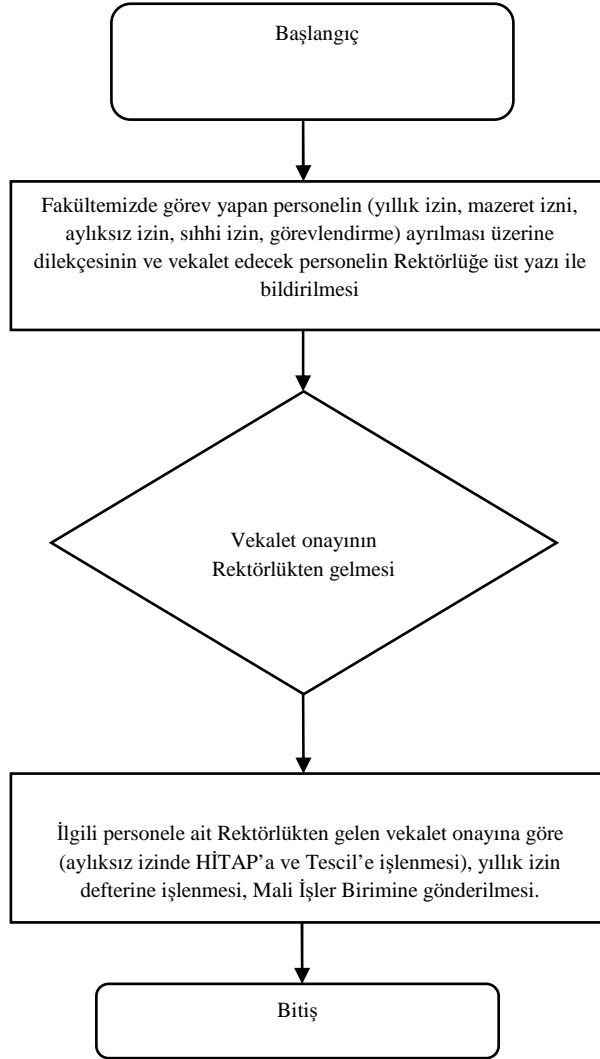 Başlangıç
Fakültemizde görev yapan personelin (yıllık izin, mazeret izni,
aylıksız izin, sıhhi izin, görevlendirme) ayrılması üzerine
dilekçesinin ve vekalet edecek personelin Rektörlüğe üst yazı ile
bildirilmesi
Vekalet onayının
Rektörlükten gelmesi
İlgili personele ait Rektörlükten gelen vekalet onayına göre
(aylıksız izinde HİTAP’a ve Tescil’e işlenmesi), yıllık izin
defterine işlenmesi, Mali İşler Birimine gönderilmesi.
Bitiş